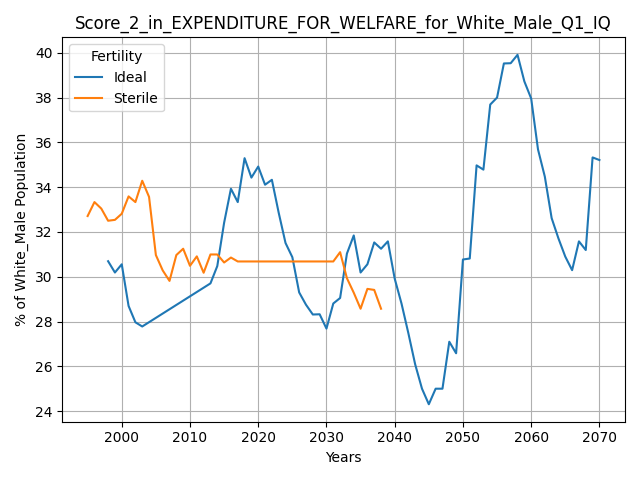 Score_2_in_EXPENDITURE_FOR_WELFARE_for_White_Male_Q1_IQ
Fertility
Ideal
Sterile
% of White_Male Population
40
38
36
34
32
30
28
26
24
2000
2010
2020
2030
2040
2050
2060
2070
Years